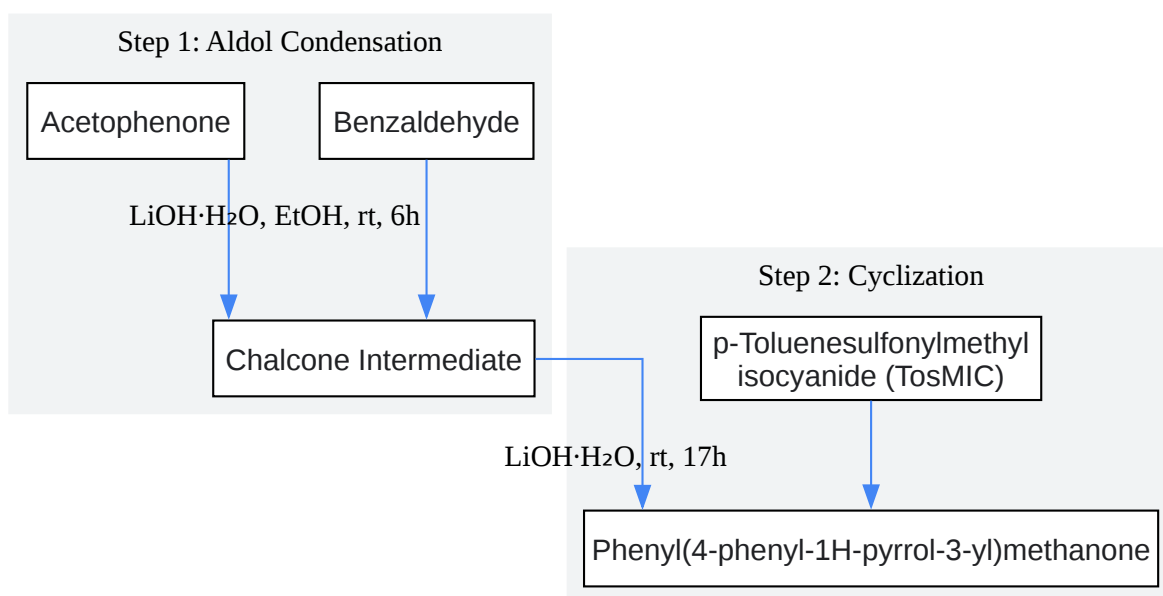 Step 1: Aldol Condensation
Acetophenone
Benzaldehyde
LiOH·H₂O, EtOH, rt, 6h
Chalcone Intermediate
Step 2: Cyclization
p-Toluenesulfonylmethyl
isocyanide (TosMIC)
LiOH·H₂O, rt, 17h
Phenyl(4-phenyl-1H-pyrrol-3-yl)methanone